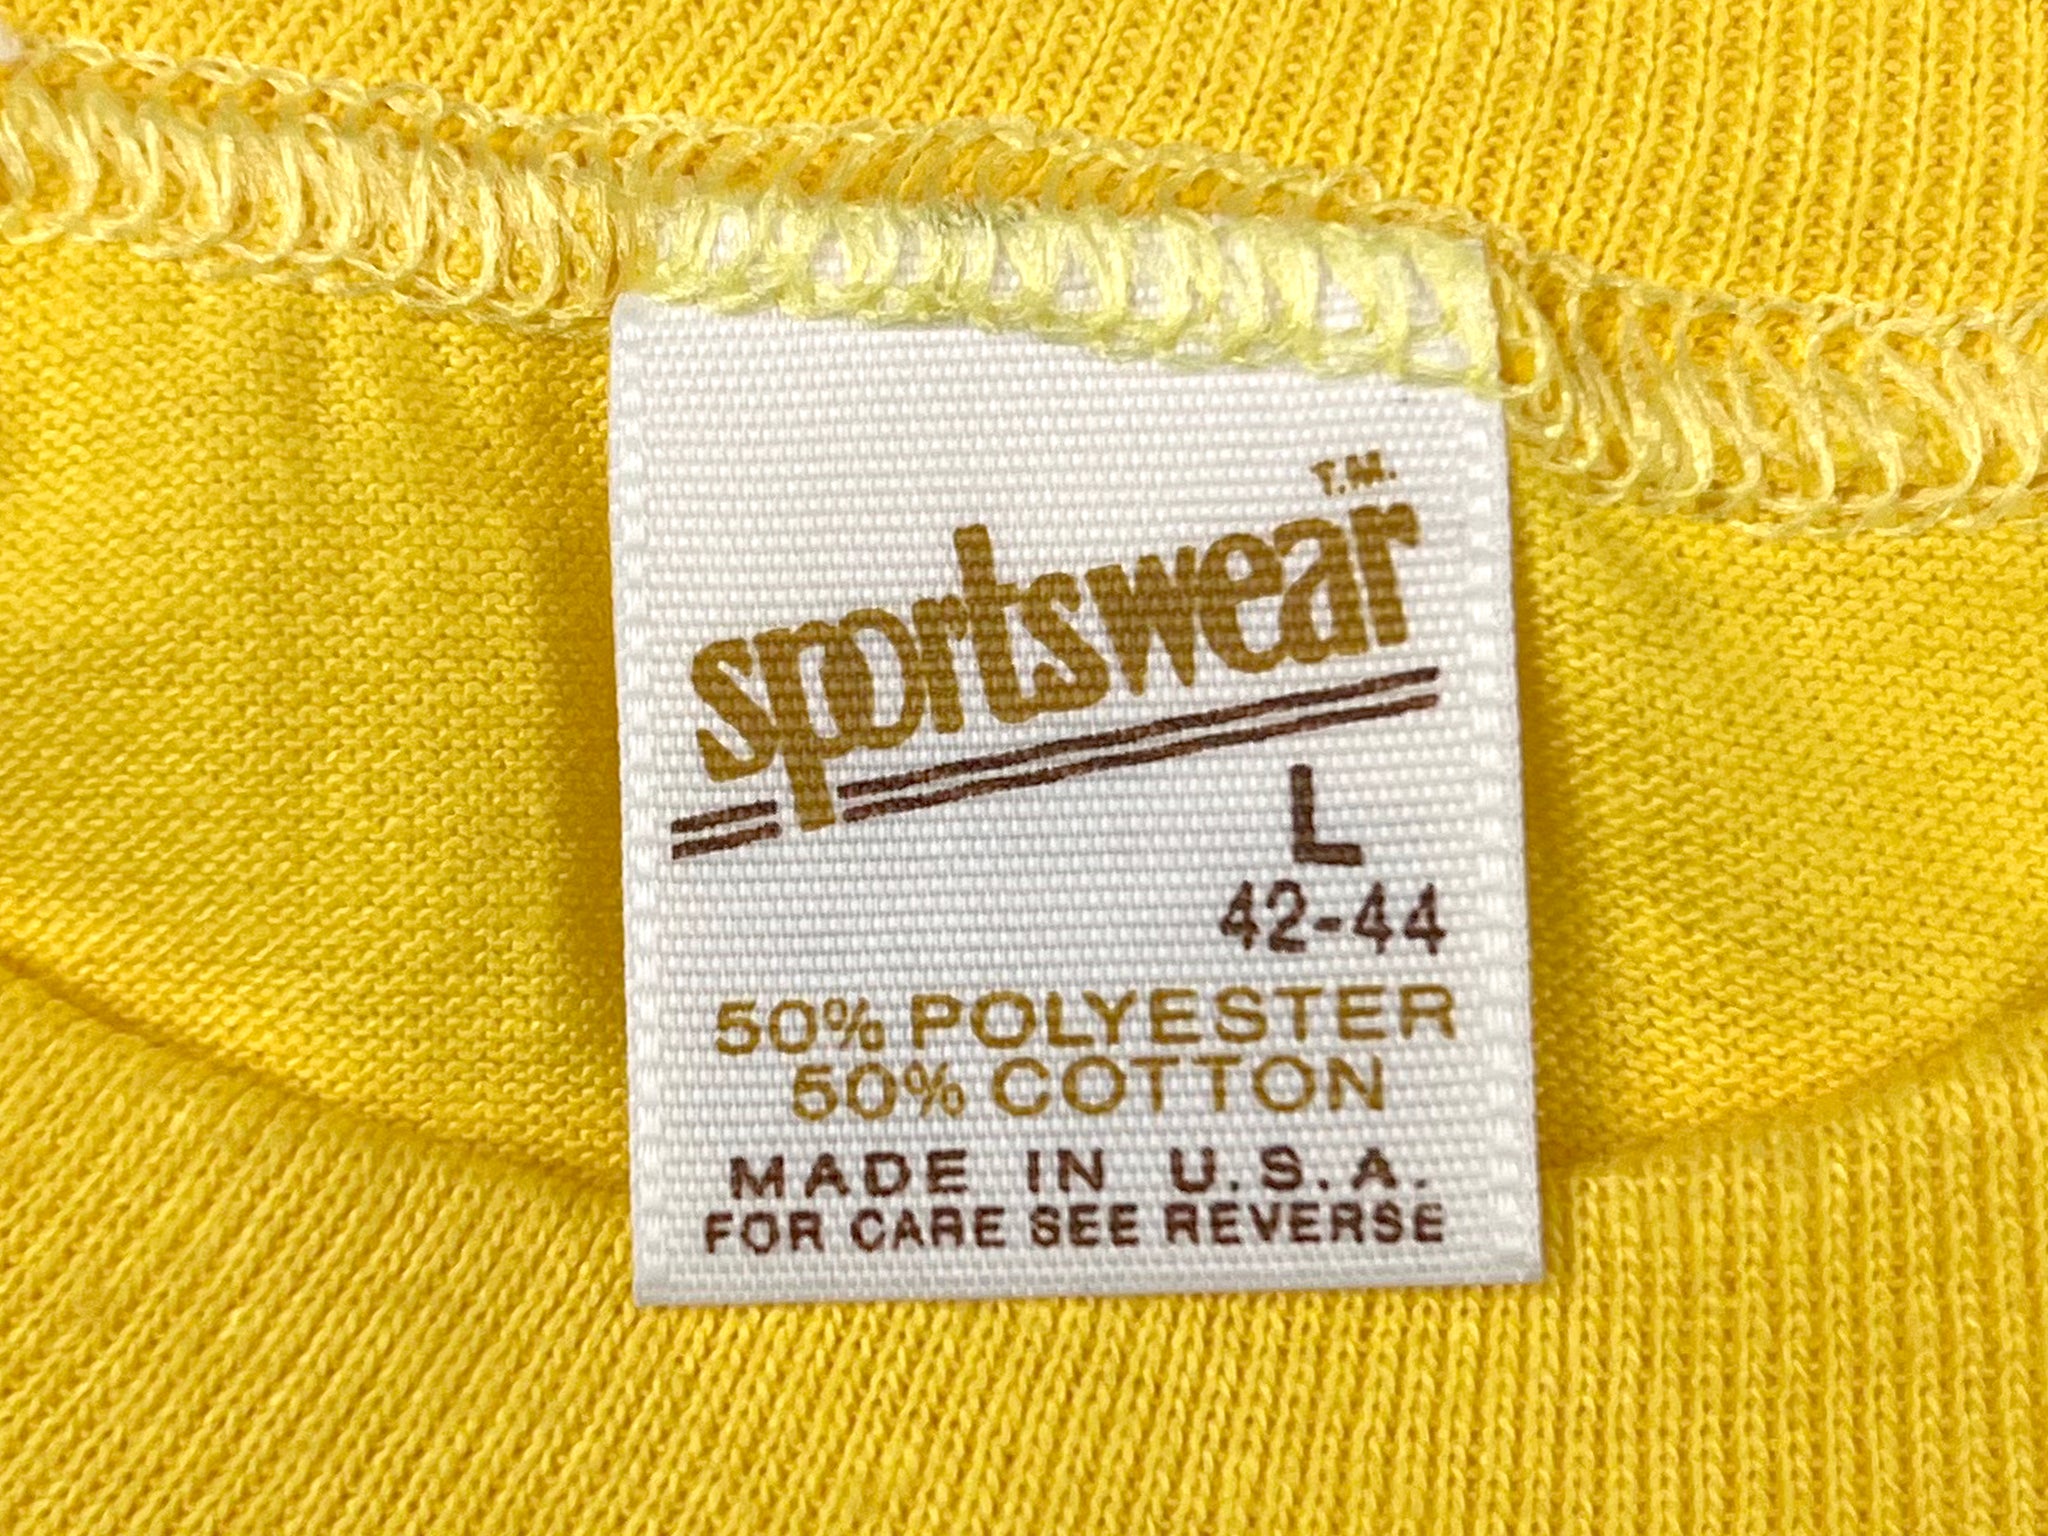 T.M.
sportswear
L
42-44
50% POLYESTER
50% COTTON
MADE IN U.S.A.
FOR CARE SEE REVERSE